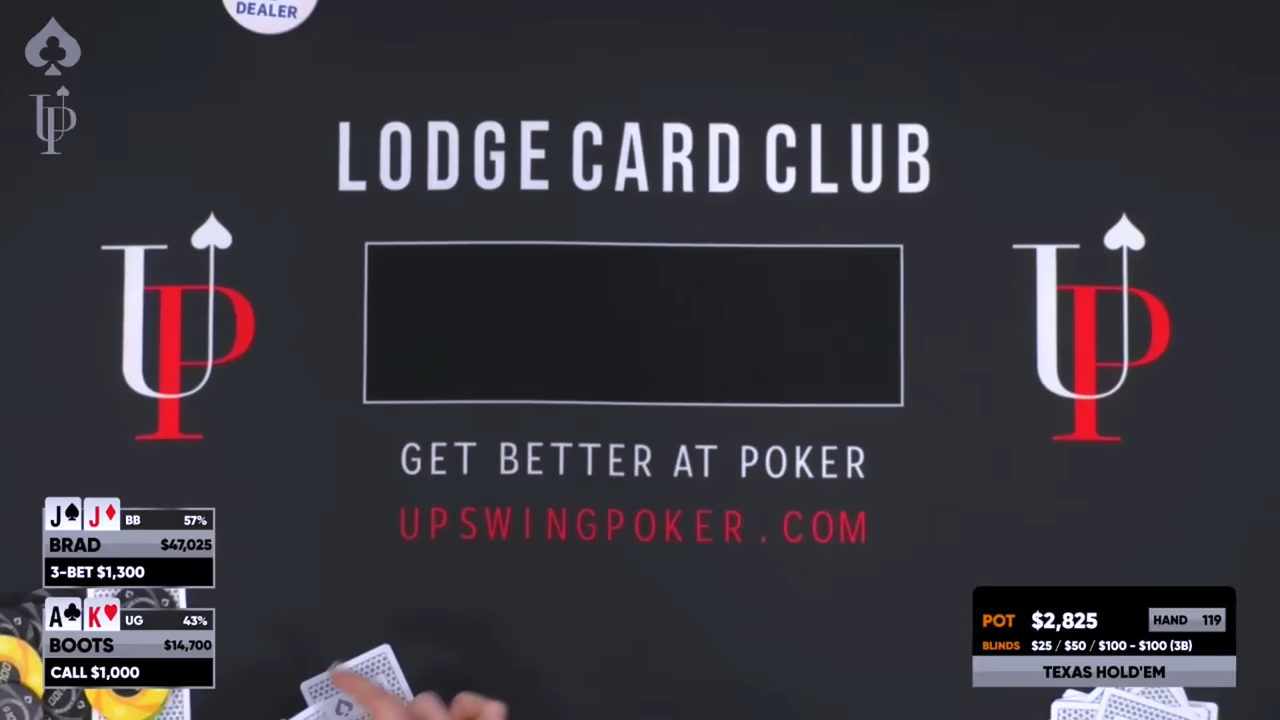 DEALER
UP
LODGE CARD CLUB
UP
UP
GET BETTER AT POKER
UPSWINGPOKER.COM
J♠ J♦ BB 57%
BRAD $47,025
3-BET $1,300
A♣ K♥ UG 43%
BOOTS $14,700
CALL $1,000
POT $2,825 HAND 119
BLINDS $25 / $50 / $100 - $100 (3B)
TEXAS HOLD'EM